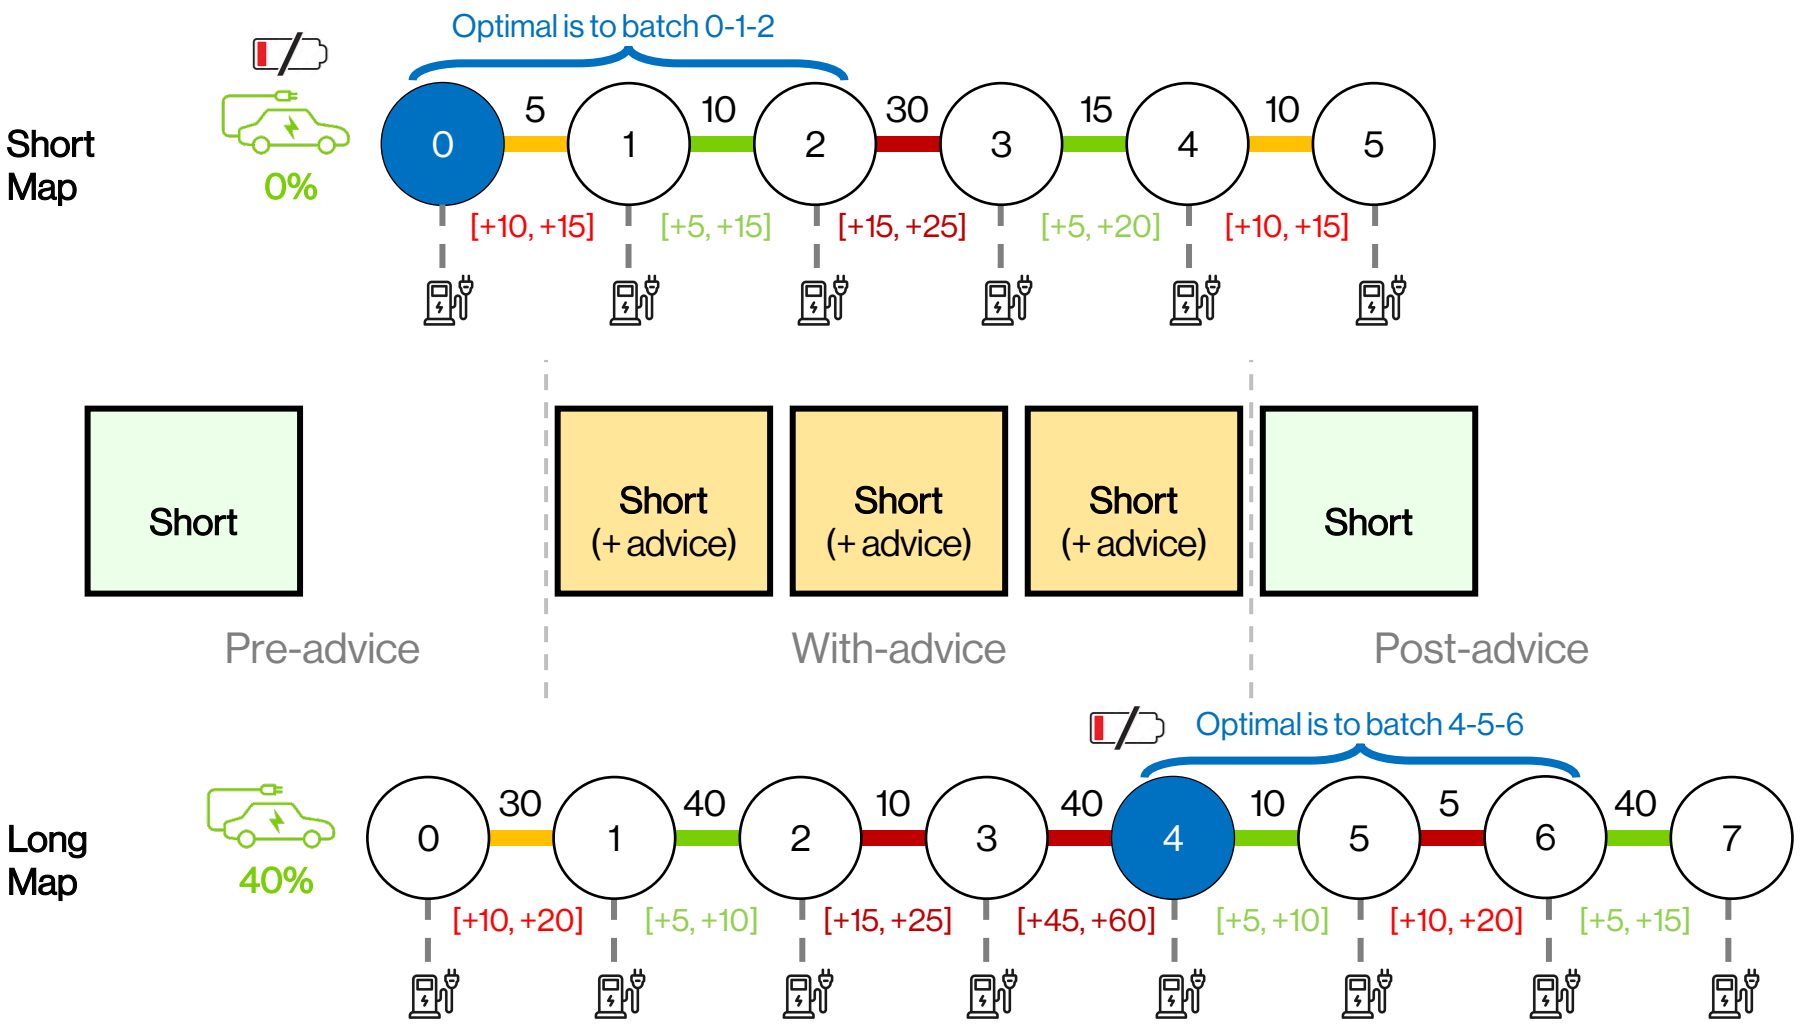 Optimal is to batch 0-1-2
Short
Map
0%
5 10 30 15 10
0 1 2 3 4 5
[+10, +15] [+5, +15] [+15, +25] [+5, +20] [+10, +15]
Short
Short
(+ advice)
Short
(+ advice)
Short
(+ advice)
Short
Pre-advice
With-advice
Post-advice
Optimal is to batch 4-5-6
Long
Map
40%
30 40 10 40 10 5 40
0 1 2 3 4 5 6 7
[+10, +20] [+5, +10] [+15, +25] [+45, +60] [+5, +10] [+10, +20] [+5, +15]